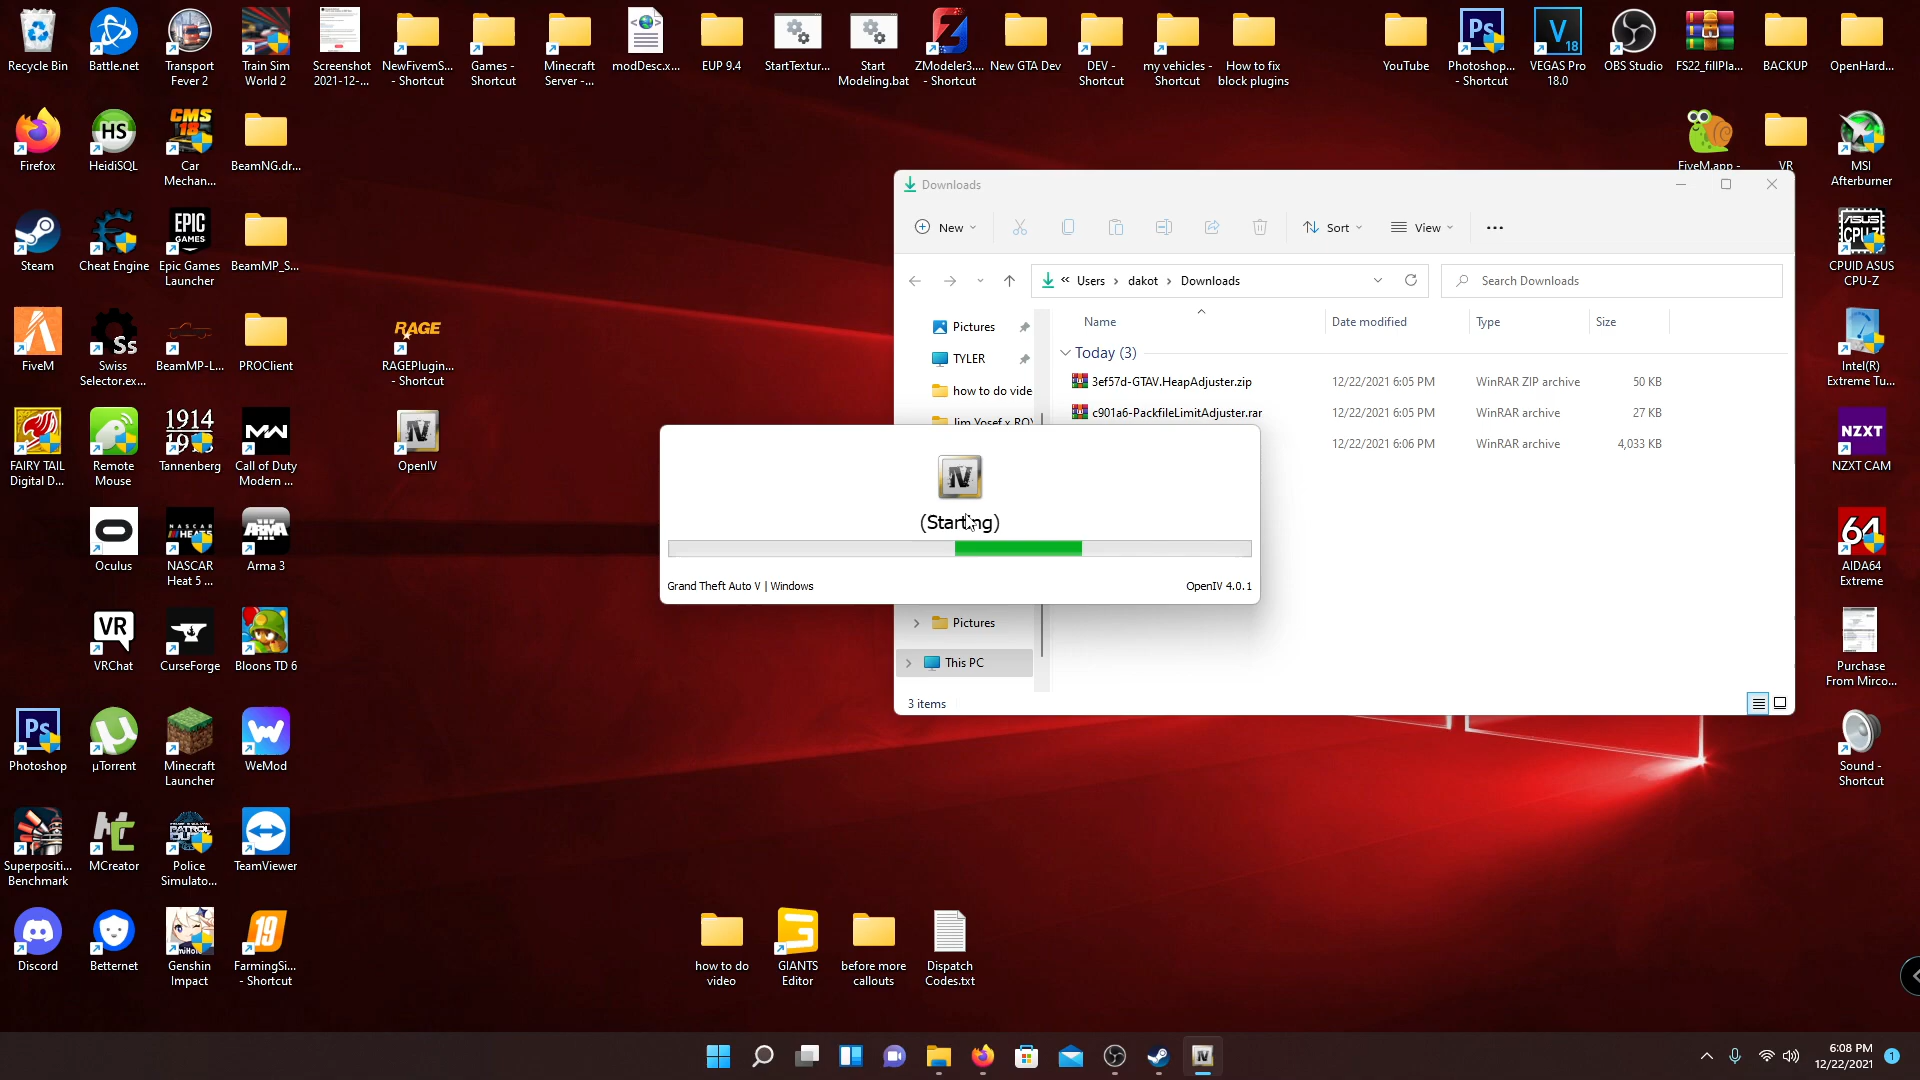 Recycle Bin
Battle.net
Transport
Fever 2
Train Sim
World 2
Screenshot
2021-12-...
NewFivemS...
- Shortcut
Games -
Shortcut
Minecraft
Server -...
modDesc.x...
EUP 9.4
StartTextur...
Start
Modeling.bat
ZModeler3....
- Shortcut
New GTA Dev
DEV -
Shortcut
my vehicles -
Shortcut
How to fix
block plugins
YouTube
Photoshop...
- Shortcut
VEGAS Pro
18.0
OBS Studio
FS22_fillPla...
BACKUP
OpenHard...
Firefox
HeidiSQL
Car
Mechan...
BeamNG.dr...
FiveM.app -
VR
MSI
Afterburner
Steam
Cheat Engine
Epic Games
Launcher
BeamMP_S...
CPUID ASUS
CPU-Z
FiveM
Swiss
Selector.ex...
BeamMP-L...
PROClient
RAGE
RAGEPlugin...
- Shortcut
Intel(R)
Extreme Tu...
FAIRY TAIL
Digital D...
Remote
Mouse
Tannenberg
Call of Duty
Modern ...
OpenIV
NZXT
NZXT CAM
Oculus
NASCAR
Heat 5 ...
Arma 3
64
AIDA64
Extreme
VR
VRChat
CurseForge
Bloons TD 6
Purchase
From Mirco...
Ps
Photoshop
µTorrent
Minecraft
Launcher
WeMod
Sound -
Shortcut
Superpositi...
Benchmark
MCreator
Police
Simulato...
TeamViewer
Discord
Betternet
Genshin
Impact
19
FarmingSi...
- Shortcut
how to do
video
GIANTS
Editor
before more
callouts
Dispatch
Codes.txt
Downloads
New
Sort
View
« Users › dakot › Downloads
Search Downloads
Pictures
TYLER
how to do vide
Jim Yosef x ROY
Name
Date modified
Type
Size
Today (3)
3ef57d-GTAV.HeapAdjuster.zip 12/22/2021 6:05 PM WinRAR ZIP archive 50 KB
c901a6-PackfileLimitAdjuster.rar 12/22/2021 6:05 PM WinRAR archive 27 KB
12/22/2021 6:06 PM WinRAR archive 4,033 KB
IV
(Starting)
Grand Theft Auto V | Windows
OpenIV 4.0.1
Pictures
This PC
3 items
6:08 PM
12/22/2021
1